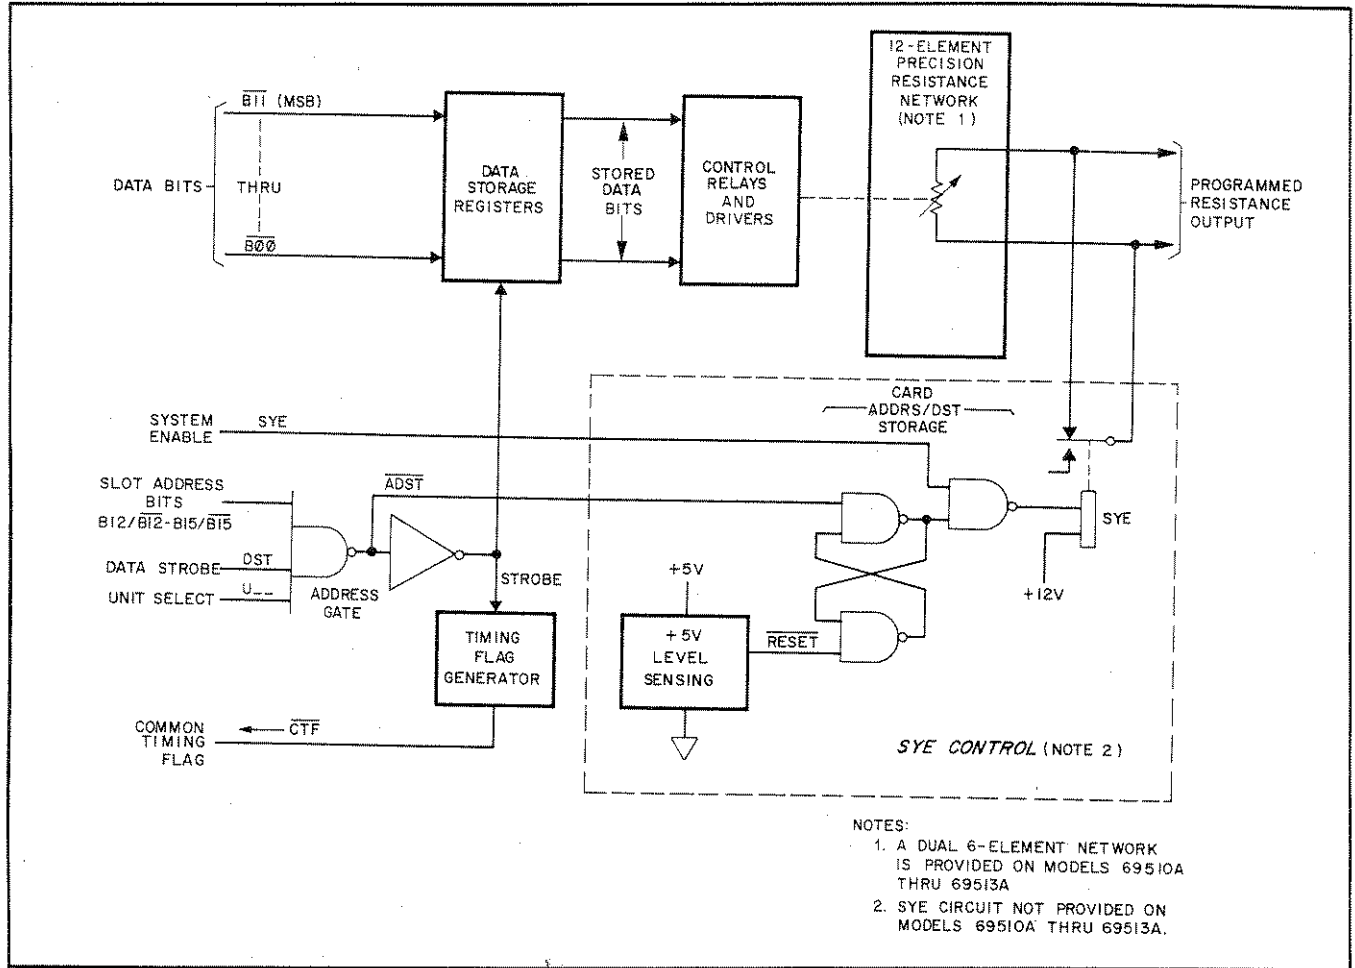 12-ELEMENT
PRECISION
RESISTANCE
NETWORK
(NOTE 1)
B11 (MSB)
DATA BITS
THRU
B00
DATA
STORAGE
REGISTERS
STORED
DATA
BITS
CONTROL
RELAYS
AND
DRIVERS
PROGRAMMED
RESISTANCE
OUTPUT
CARD
ADDRS/DST
STORAGE
SYSTEM
ENABLE
SYE
SLOT ADDRESS
BITS
B12/B12-B15/B15
ADST
DATA STROBE
DST
UNIT SELECT
U__
ADDRESS
GATE
STROBE
SYE
+12V
+5V
+5V
LEVEL
SENSING
RESET
TIMING
FLAG
GENERATOR
COMMON
TIMING
FLAG
CTF
SYE CONTROL (NOTE 2)
NOTES:
1. A DUAL 6-ELEMENT NETWORK
IS PROVIDED ON MODELS 69510A
THRU 69513A
2. SYE CIRCUIT NOT PROVIDED ON
MODELS 69510A THRU 69513A.